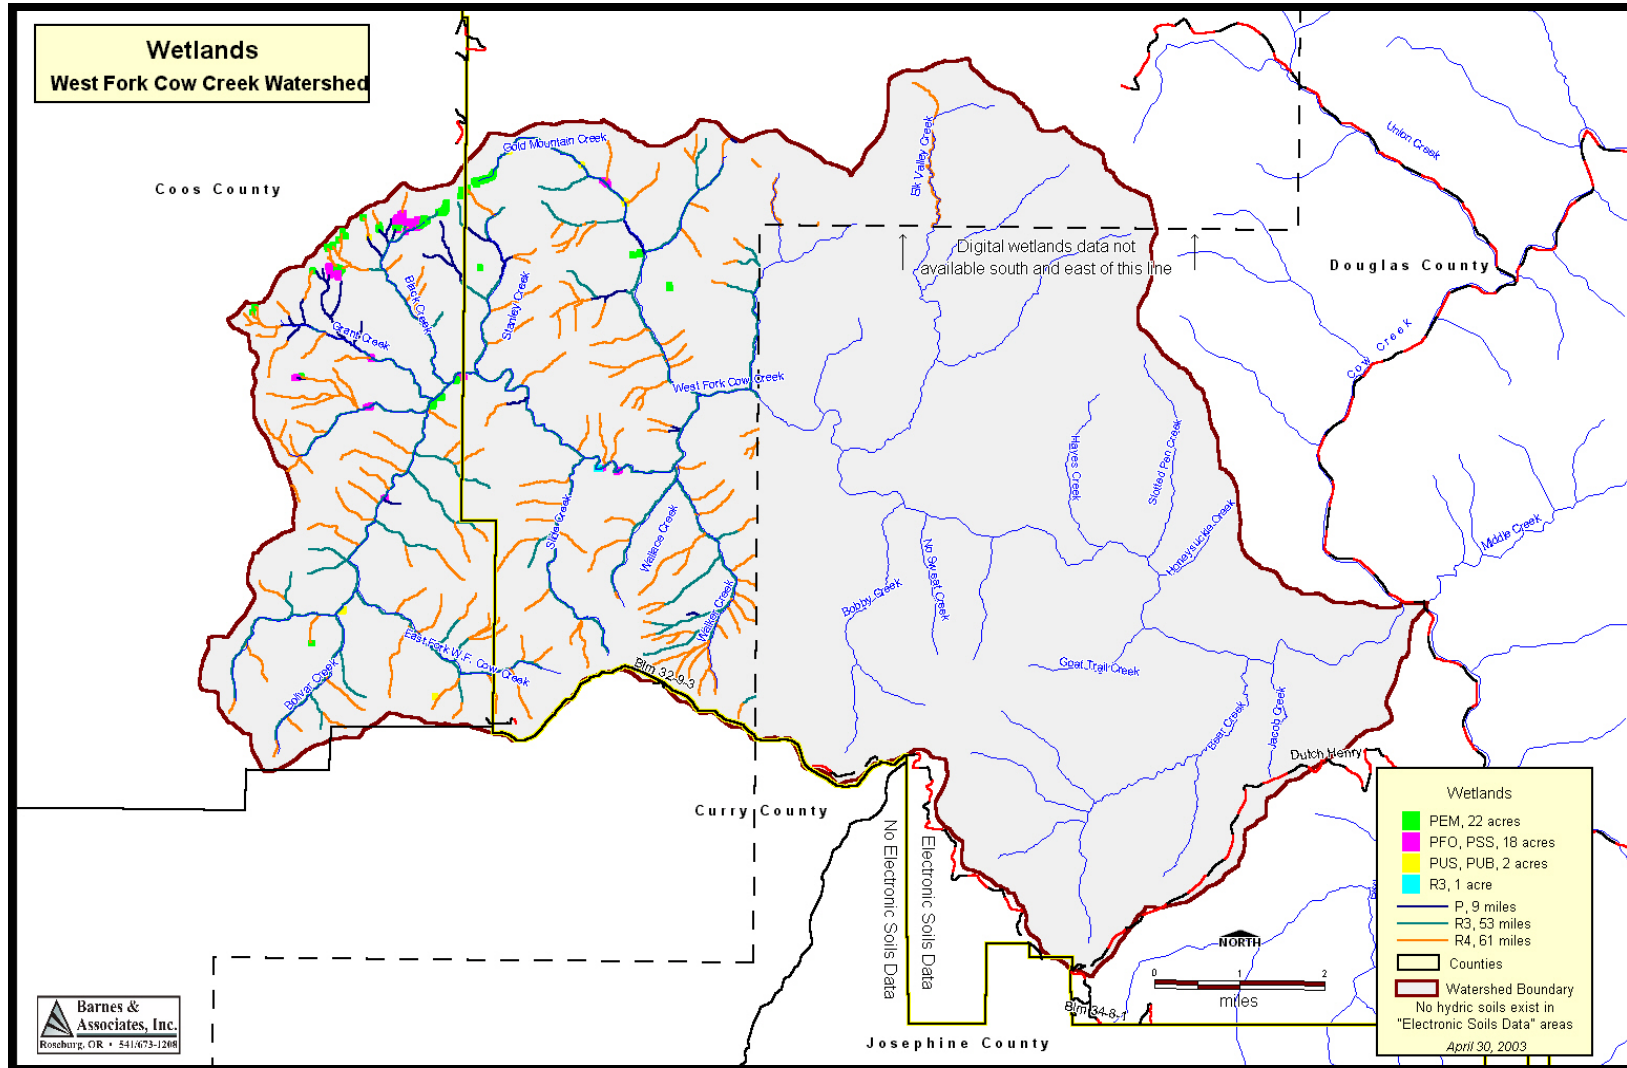 Wetlands
West Fork Cow Creek Watershed
Coos County
Gold Mountain Creek
Elk Valley Creek
Union Creek
Digital wetlands data not
available south and east of this line
Douglas County
Black Creek
Stanley Creek
Grant Creek
Cow Creek
West Fork Cow Creek
Hayes Creek
Slotted Pen Creek
Slide Creek
Wallace Creek
No Sweat Creek
Honeysuckle Creek
Middle Creek
Bobby Creek
Walker Creek
East Fork W.F. Cow Creek
Bolivar Creek
Blm 32-9-3
Goat Trail Creek
Bear Creek
Jacob Creek
Dutch Henry
Curry County
No Electronic Soils Data
Electronic Soils Data
Wetlands
PEM, 22 acres
PFO, PSS, 18 acres
PUS, PUB, 2 acres
R3, 1 acre
P, 9 miles
R3, 53 miles
R4, 61 miles
Counties
Watershed Boundary
No hydric soils exist in
"Electronic Soils Data" areas
April 30, 2003
NORTH
0 1 2
miles
Blm 34-8-1
Josephine County
Barnes &
Associates, Inc.
Roseburg, OR • 541/673-1208